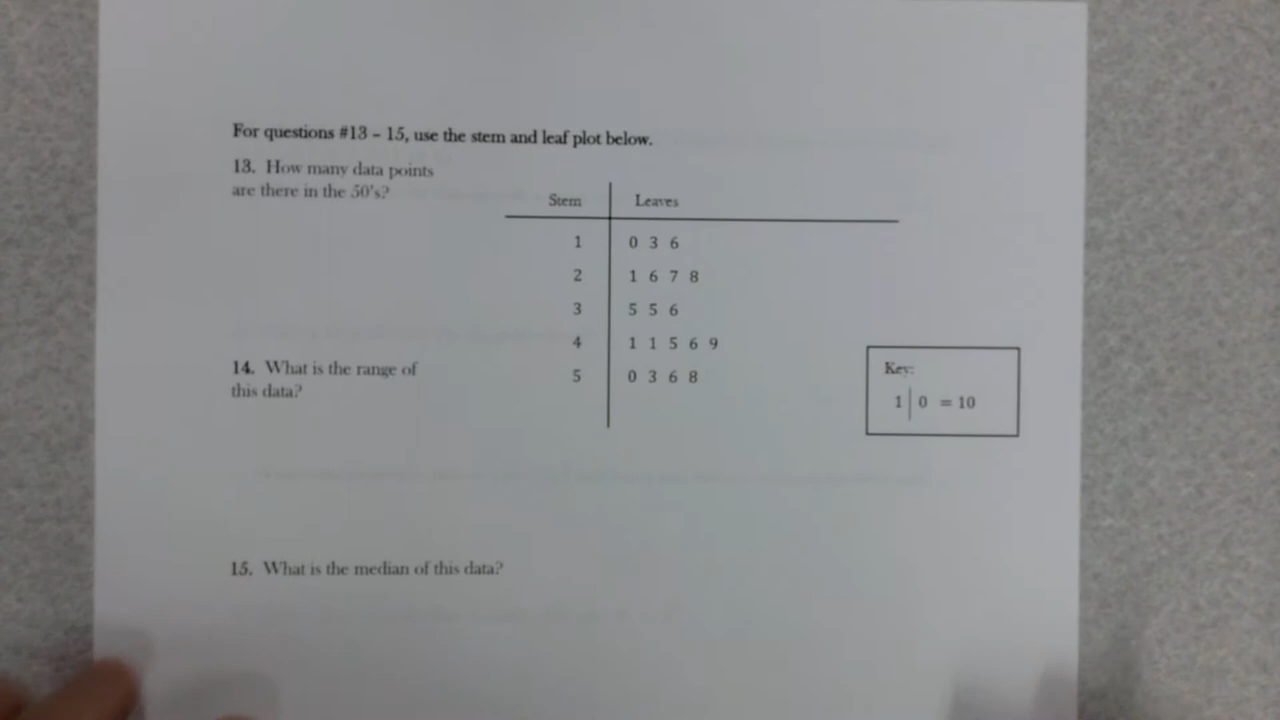 For questions #13 – 15, use the stem and leaf plot below.
13. How many data points
are there in the 50's?
Stem Leaves
1 0 3 6
2 1 6 7 8
3 5 5 6
4 1 1 5 6 9
5 0 3 6 8
14. What is the range of
this data?
Key:
1 | 0 = 10
15. What is the median of this data?